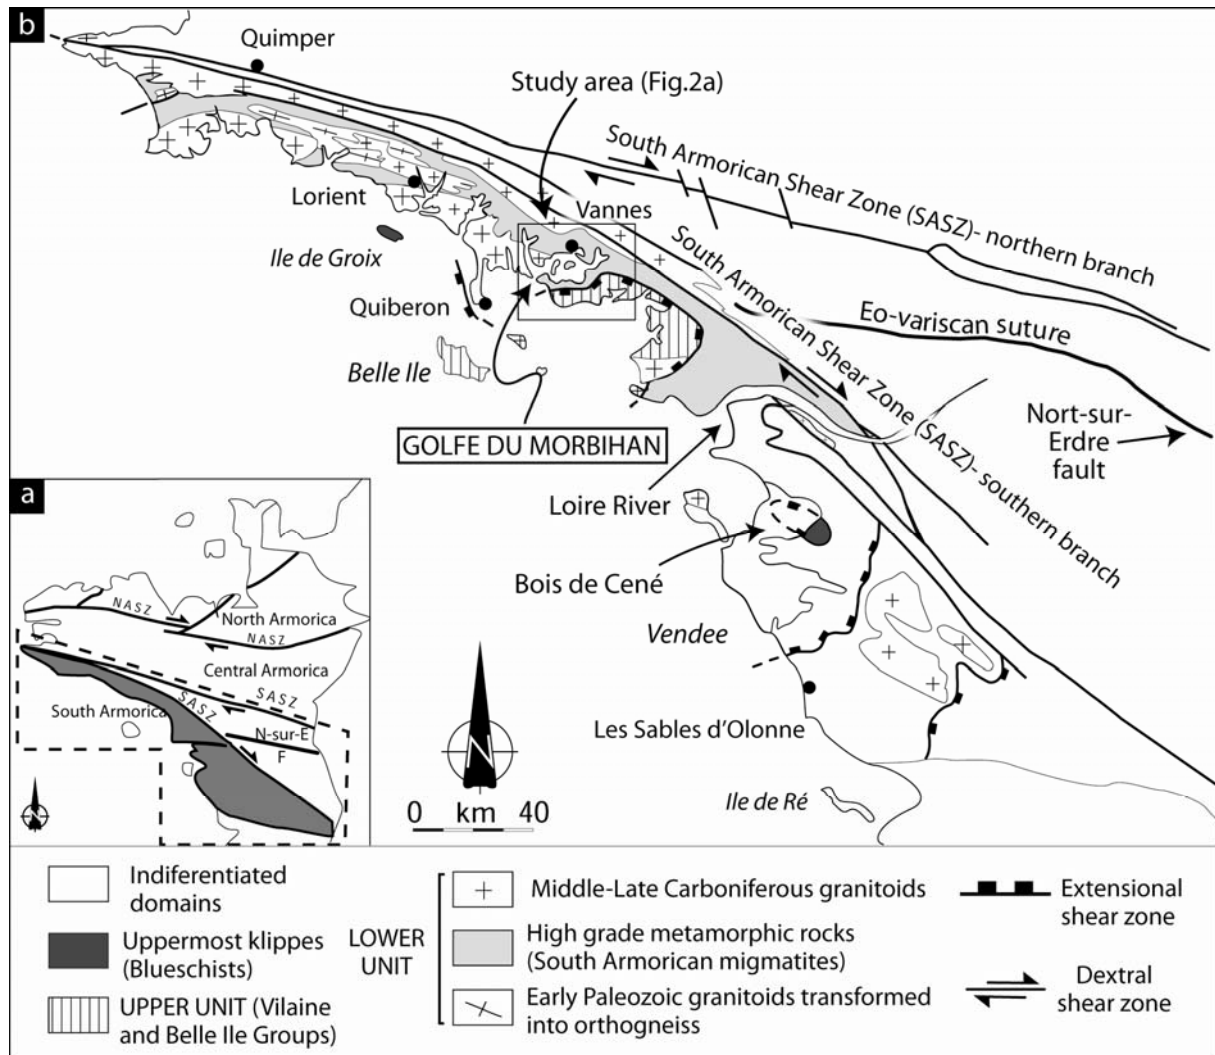 b
Quimper
Study area (Fig.2a)
South Armorican Shear Zone (SASZ)- northern branch
Lorient
Vannes
Ile de Groix
South Armorican Shear Zone (SASZ)- southern branch
Quiberon
Eo-variscan suture
Belle Ile
Nort-sur-
Erdre
fault
GOLFE DU MORBIHAN
Loire River
Bois de Cené
Vendee
Les Sables d'Olonne
Ile de Ré
N
0 km 40
a
NASZ
North Armorica
NASZ
Central Armorica
SASZ
SASZ
South Armorica
N-sur-E
F
Indiferentiated
domains
Uppermost klippes
(Blueschists)
UPPER UNIT (Vilaine
and Belle Ile Groups)
LOWER
UNIT
Middle-Late Carboniferous granitoids
High grade metamorphic rocks
(South Armorican migmatites)
Early Paleozoic granitoids transformed
into orthogneiss
Extensional
shear zone
Dextral
shear zone